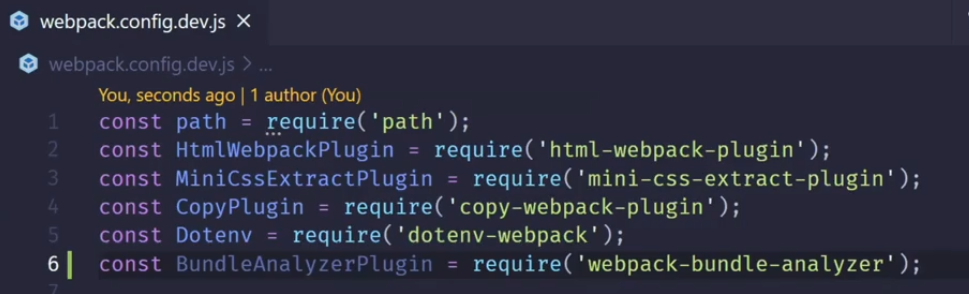 webpack.config.dev.js ×
webpack.config.dev.js > ...
You, seconds ago | 1 author (You)
1 const path = require('path');
2 const HtmlWebpackPlugin = require('html-webpack-plugin');
3 const MiniCssExtractPlugin = require('mini-css-extract-plugin');
4 const CopyPlugin = require('copy-webpack-plugin');
5 const Dotenv = require('dotenv-webpack');
6 const BundleAnalyzerPlugin = require('webpack-bundle-analyzer');
7